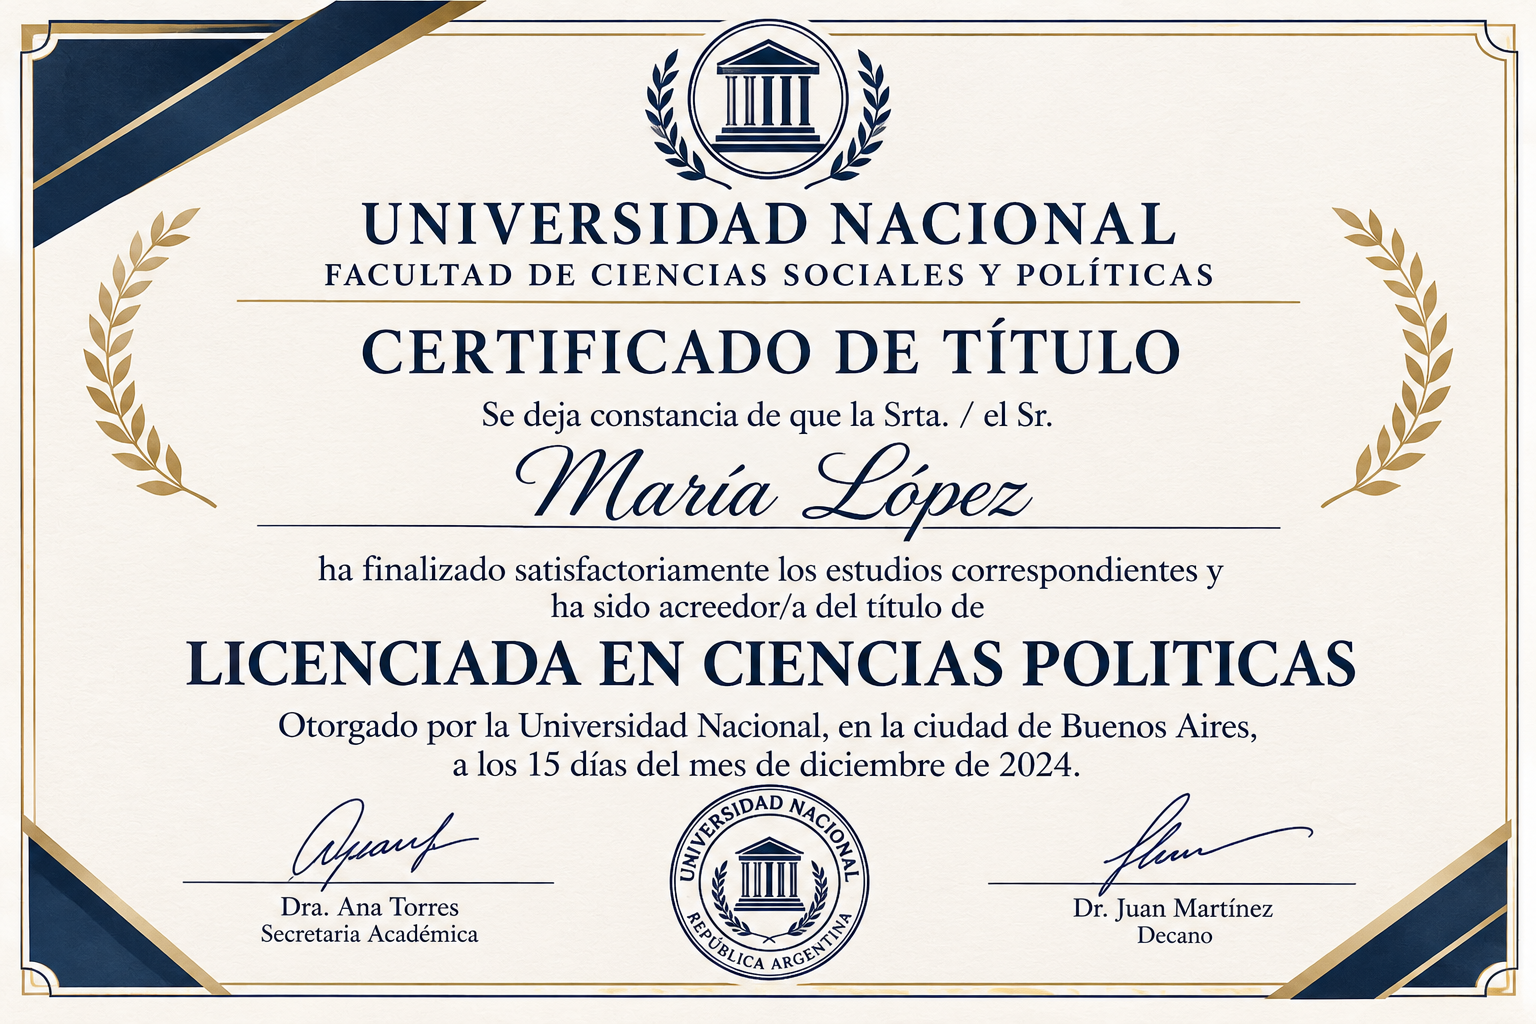 UNIVERSIDAD NACIONAL
FACULTAD DE CIENCIAS SOCIALES Y POLÍTICAS
CERTIFICADO DE TÍTULO
Se deja constancia de que la Srta. / el Sr.
María López
ha finalizado satisfactoriamente los estudios correspondientes y
ha sido acreedor/a del título de
LICENCIADA EN CIENCIAS POLITICAS
Otorgado por la Universidad Nacional, en la ciudad de Buenos Aires,
a los 15 días del mes de diciembre de 2024.
Dra. Ana Torres
Secretaria Académica
UNIVERSIDAD NACIONAL
REPÚBLICA ARGENTINA
Dr. Juan Martínez
Decano